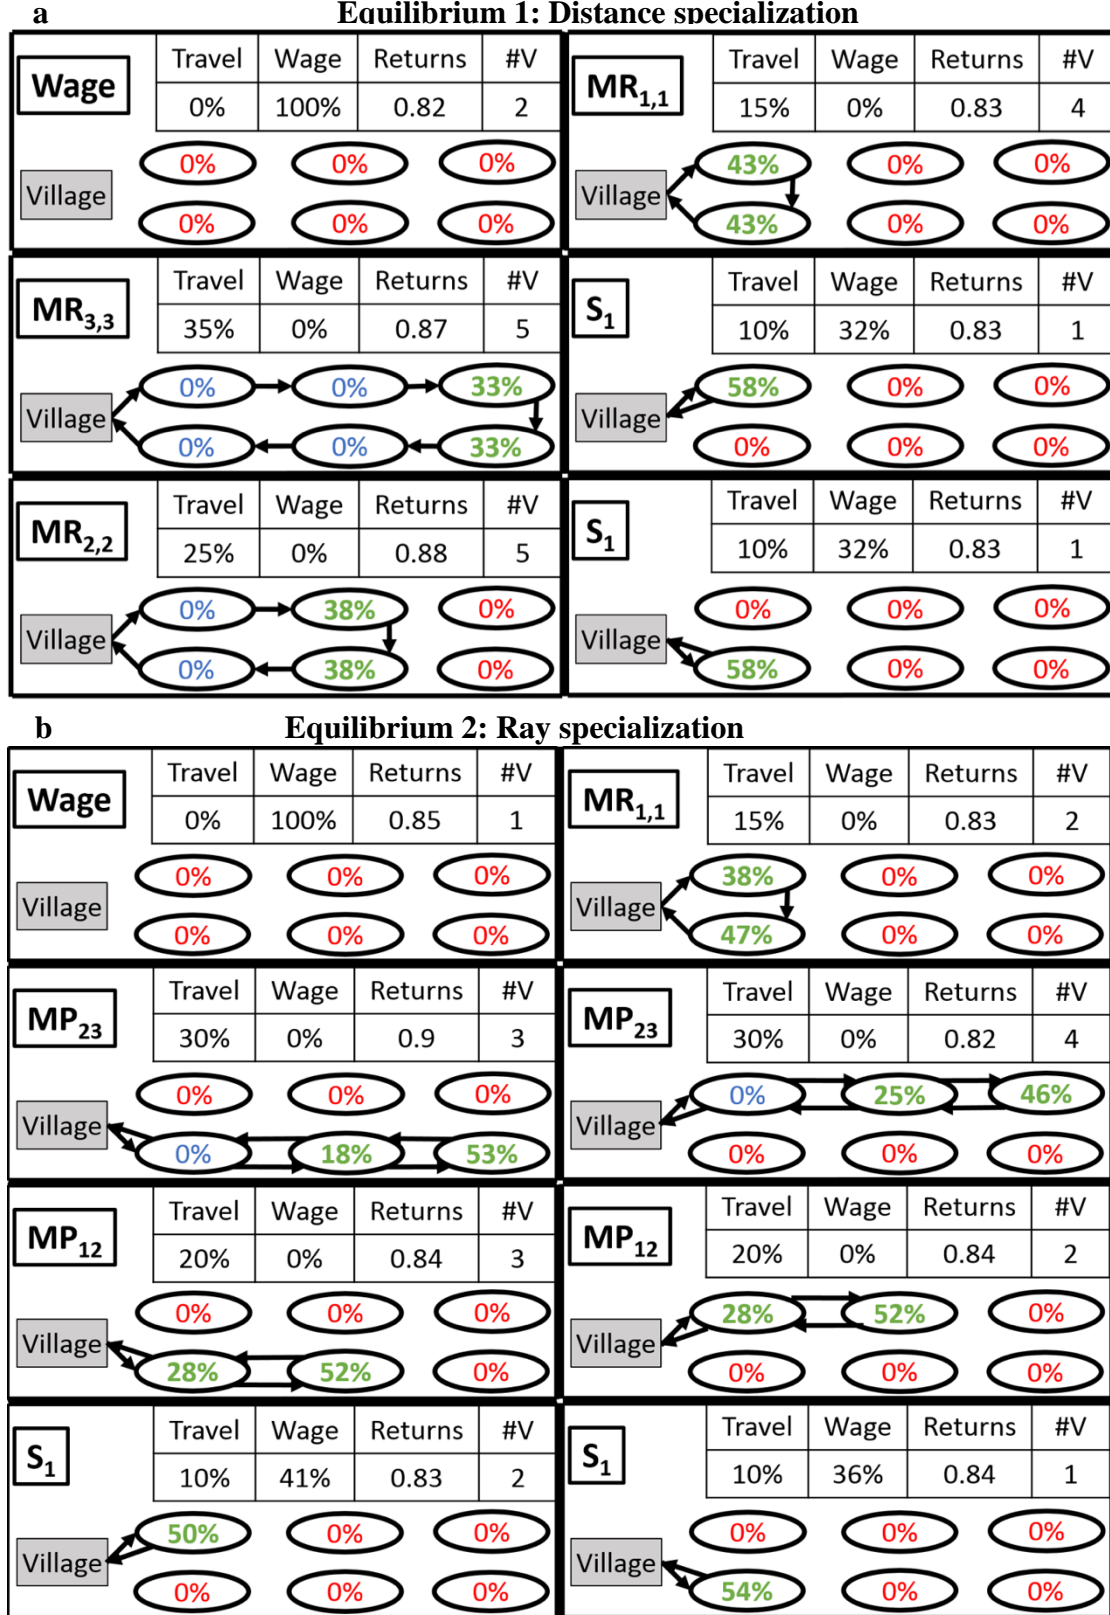 a Equilibrium 1: Distance specialization
Wage
Travel Wage Returns #V
0% 100% 0.82 2
Village
0% 0% 0%
0% 0% 0%
MR1,1
Travel Wage Returns #V
15% 0% 0.83 4
Village
43% 0% 0%
43% 0% 0%
MR3,3
Travel Wage Returns #V
35% 0% 0.87 5
Village
0% 0% 33%
0% 0% 33%
S1
Travel Wage Returns #V
10% 32% 0.83 1
Village
58% 0% 0%
0% 0% 0%
MR2,2
Travel Wage Returns #V
25% 0% 0.88 5
Village
0% 38% 0%
0% 38% 0%
S1
Travel Wage Returns #V
10% 32% 0.83 1
Village
0% 0% 0%
58% 0% 0%
b Equilibrium 2: Ray specialization
Wage
Travel Wage Returns #V
0% 100% 0.85 1
Village
0% 0% 0%
0% 0% 0%
MR1,1
Travel Wage Returns #V
15% 0% 0.83 2
Village
38% 0% 0%
47% 0% 0%
MP23
Travel Wage Returns #V
30% 0% 0.9 3
Village
0% 0% 0%
0% 18% 53%
MP23
Travel Wage Returns #V
30% 0% 0.82 4
Village
0% 25% 46%
0% 0% 0%
MP12
Travel Wage Returns #V
20% 0% 0.84 3
Village
0% 0% 0%
28% 52% 0%
MP12
Travel Wage Returns #V
20% 0% 0.84 2
Village
28% 52% 0%
0% 0% 0%
S1
Travel Wage Returns #V
10% 41% 0.83 2
Village
50% 0% 0%
0% 0% 0%
S1
Travel Wage Returns #V
10% 36% 0.84 1
Village
0% 0% 0%
54% 0% 0%